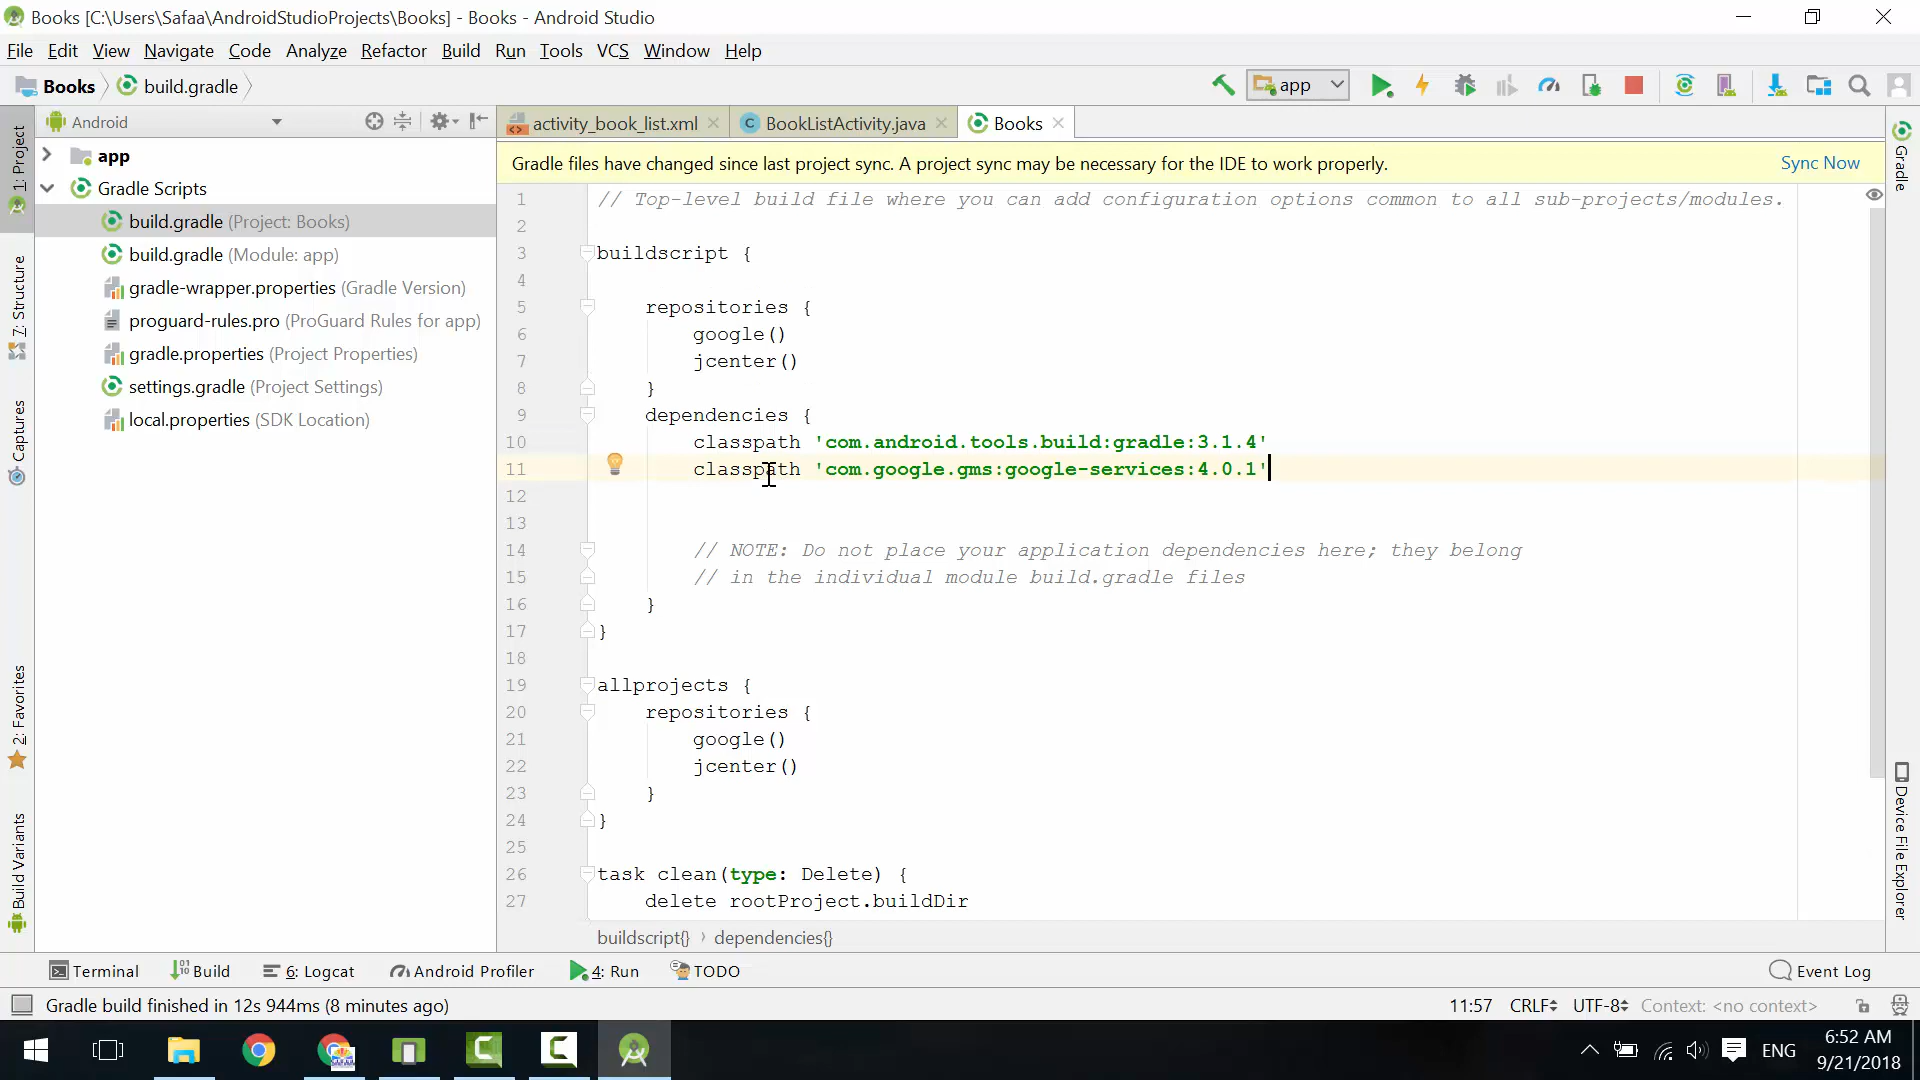 Books [C:\Users\Safaa\AndroidStudioProjects\Books] - Books - Android Studio
File Edit View Navigate Code Analyze Refactor Build Run Tools VCS Window Help
Books build.gradle app
1: Project
7: Structure
Captures
2: Favorites
Build Variants
Android
app
Gradle Scripts
build.gradle (Project: Books)
build.gradle (Module: app)
gradle-wrapper.properties (Gradle Version)
proguard-rules.pro (ProGuard Rules for app)
gradle.properties (Project Properties)
settings.gradle (Project Settings)
local.properties (SDK Location)
activity_book_list.xml BookListActivity.java Books
Gradle files have changed since last project sync. A project sync may be necessary for the IDE to work properly. Sync Now
1 // Top-level build file where you can add configuration options common to all sub-projects/modules.
2
3 buildscript {
4
5 repositories {
6 google()
7 jcenter()
8 }
9 dependencies {
10 classpath 'com.android.tools.build:gradle:3.1.4'
11 classpath 'com.google.gms:google-services:4.0.1'
12
13
14 // NOTE: Do not place your application dependencies here; they belong
15 // in the individual module build.gradle files
16 }
17 }
18
19 allprojects {
20 repositories {
21 google()
22 jcenter()
23 }
24 }
25
26 task clean(type: Delete) {
27 delete rootProject.buildDir
buildscript{} › dependencies{}
Gradle
Device File Explorer
Terminal Build 6: Logcat Android Profiler 4: Run TODO Event Log
Gradle build finished in 12s 944ms (8 minutes ago) 11:57 CRLF UTF-8 Context: <no context>
ENG
6:52 AM
9/21/2018